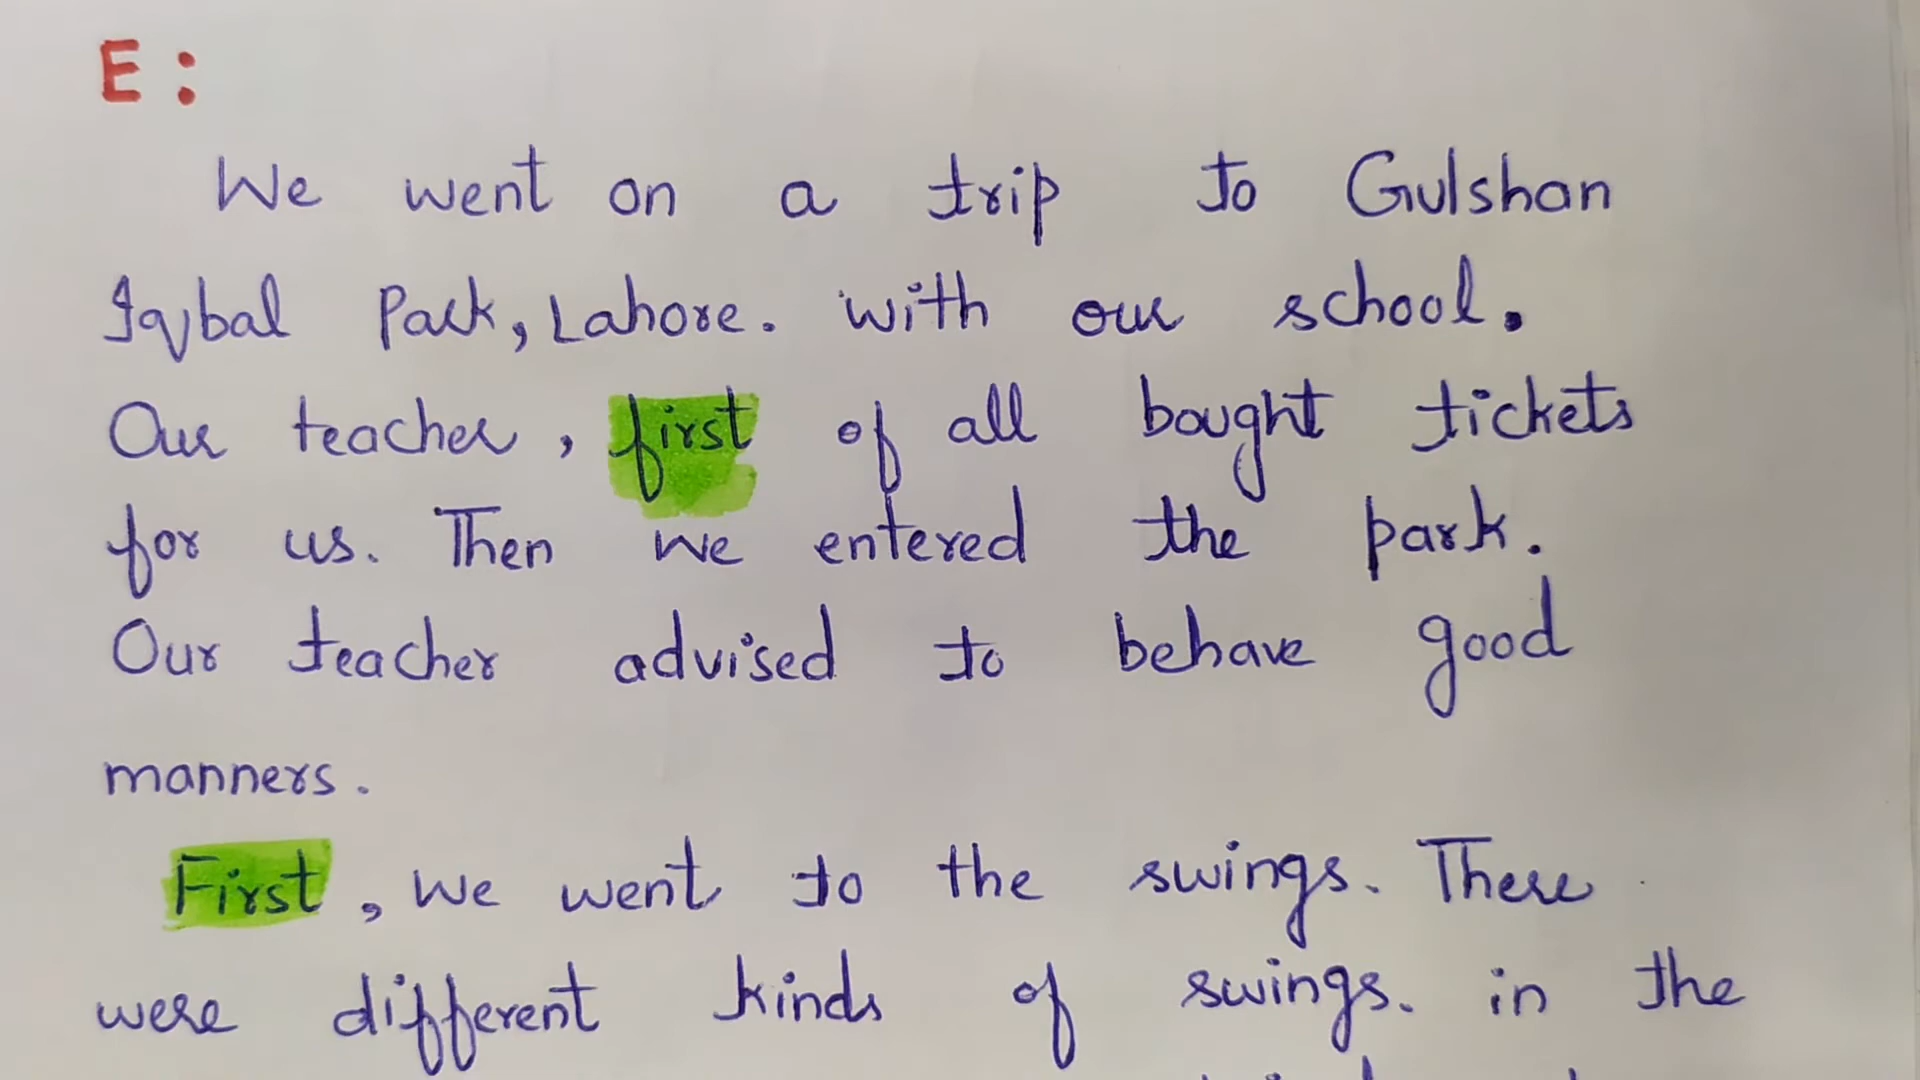 E:
We went on a trip to Gulshan
Iqbal Park, Lahore. with our school.
Our teacher, first of all bought tickets
for us. Then we entered the park.
Our teacher advised to behave good
manners.
First, we went to the swings. There
were different kinds of swings. in the